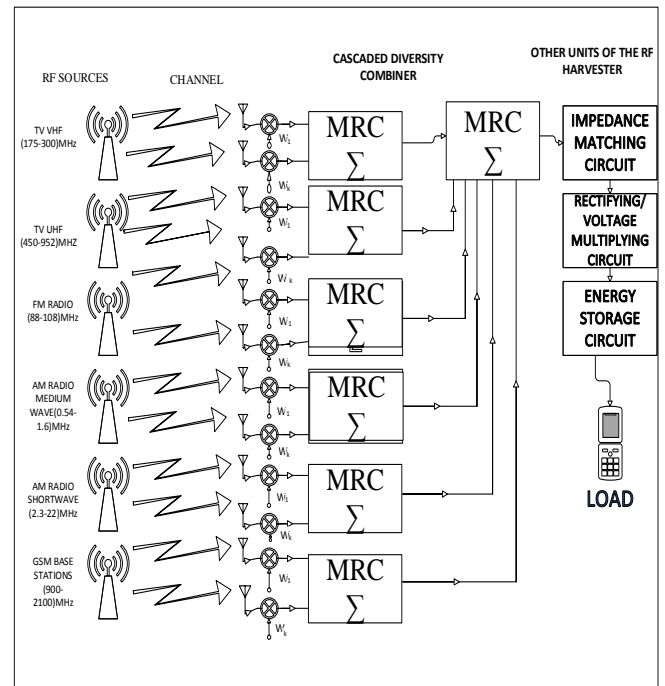 CASCADED DIVERSITY
COMBINER
OTHER UNITS OF THE RF
HARVESTER
RF SOURCES
CHANNEL
TV VHF
(175-300)MHz
W1
Wk
MRC
∑
MRC
∑
IMPEDANCE
MATCHING
CIRCUIT
TV UHF
(450-952)MHZ
W1
Wk
MRC
∑
RECTIFYING/
VOLTAGE
MULTIPLYING
CIRCUIT
FM RADIO
(88-108)MHz
W1
Wk
MRC
∑
ENERGY
STORAGE
CIRCUIT
AM RADIO
MEDIUM
WAVE(0.54-
1.6)MHz
W1
Wk
MRC
∑
LOAD
AM RADIO
SHORTWAVE
(2.3-22)MHz
W1
Wk
MRC
∑
GSM BASE
STATIONS
(900-
2100)MHz
W1
Wk
MRC
∑